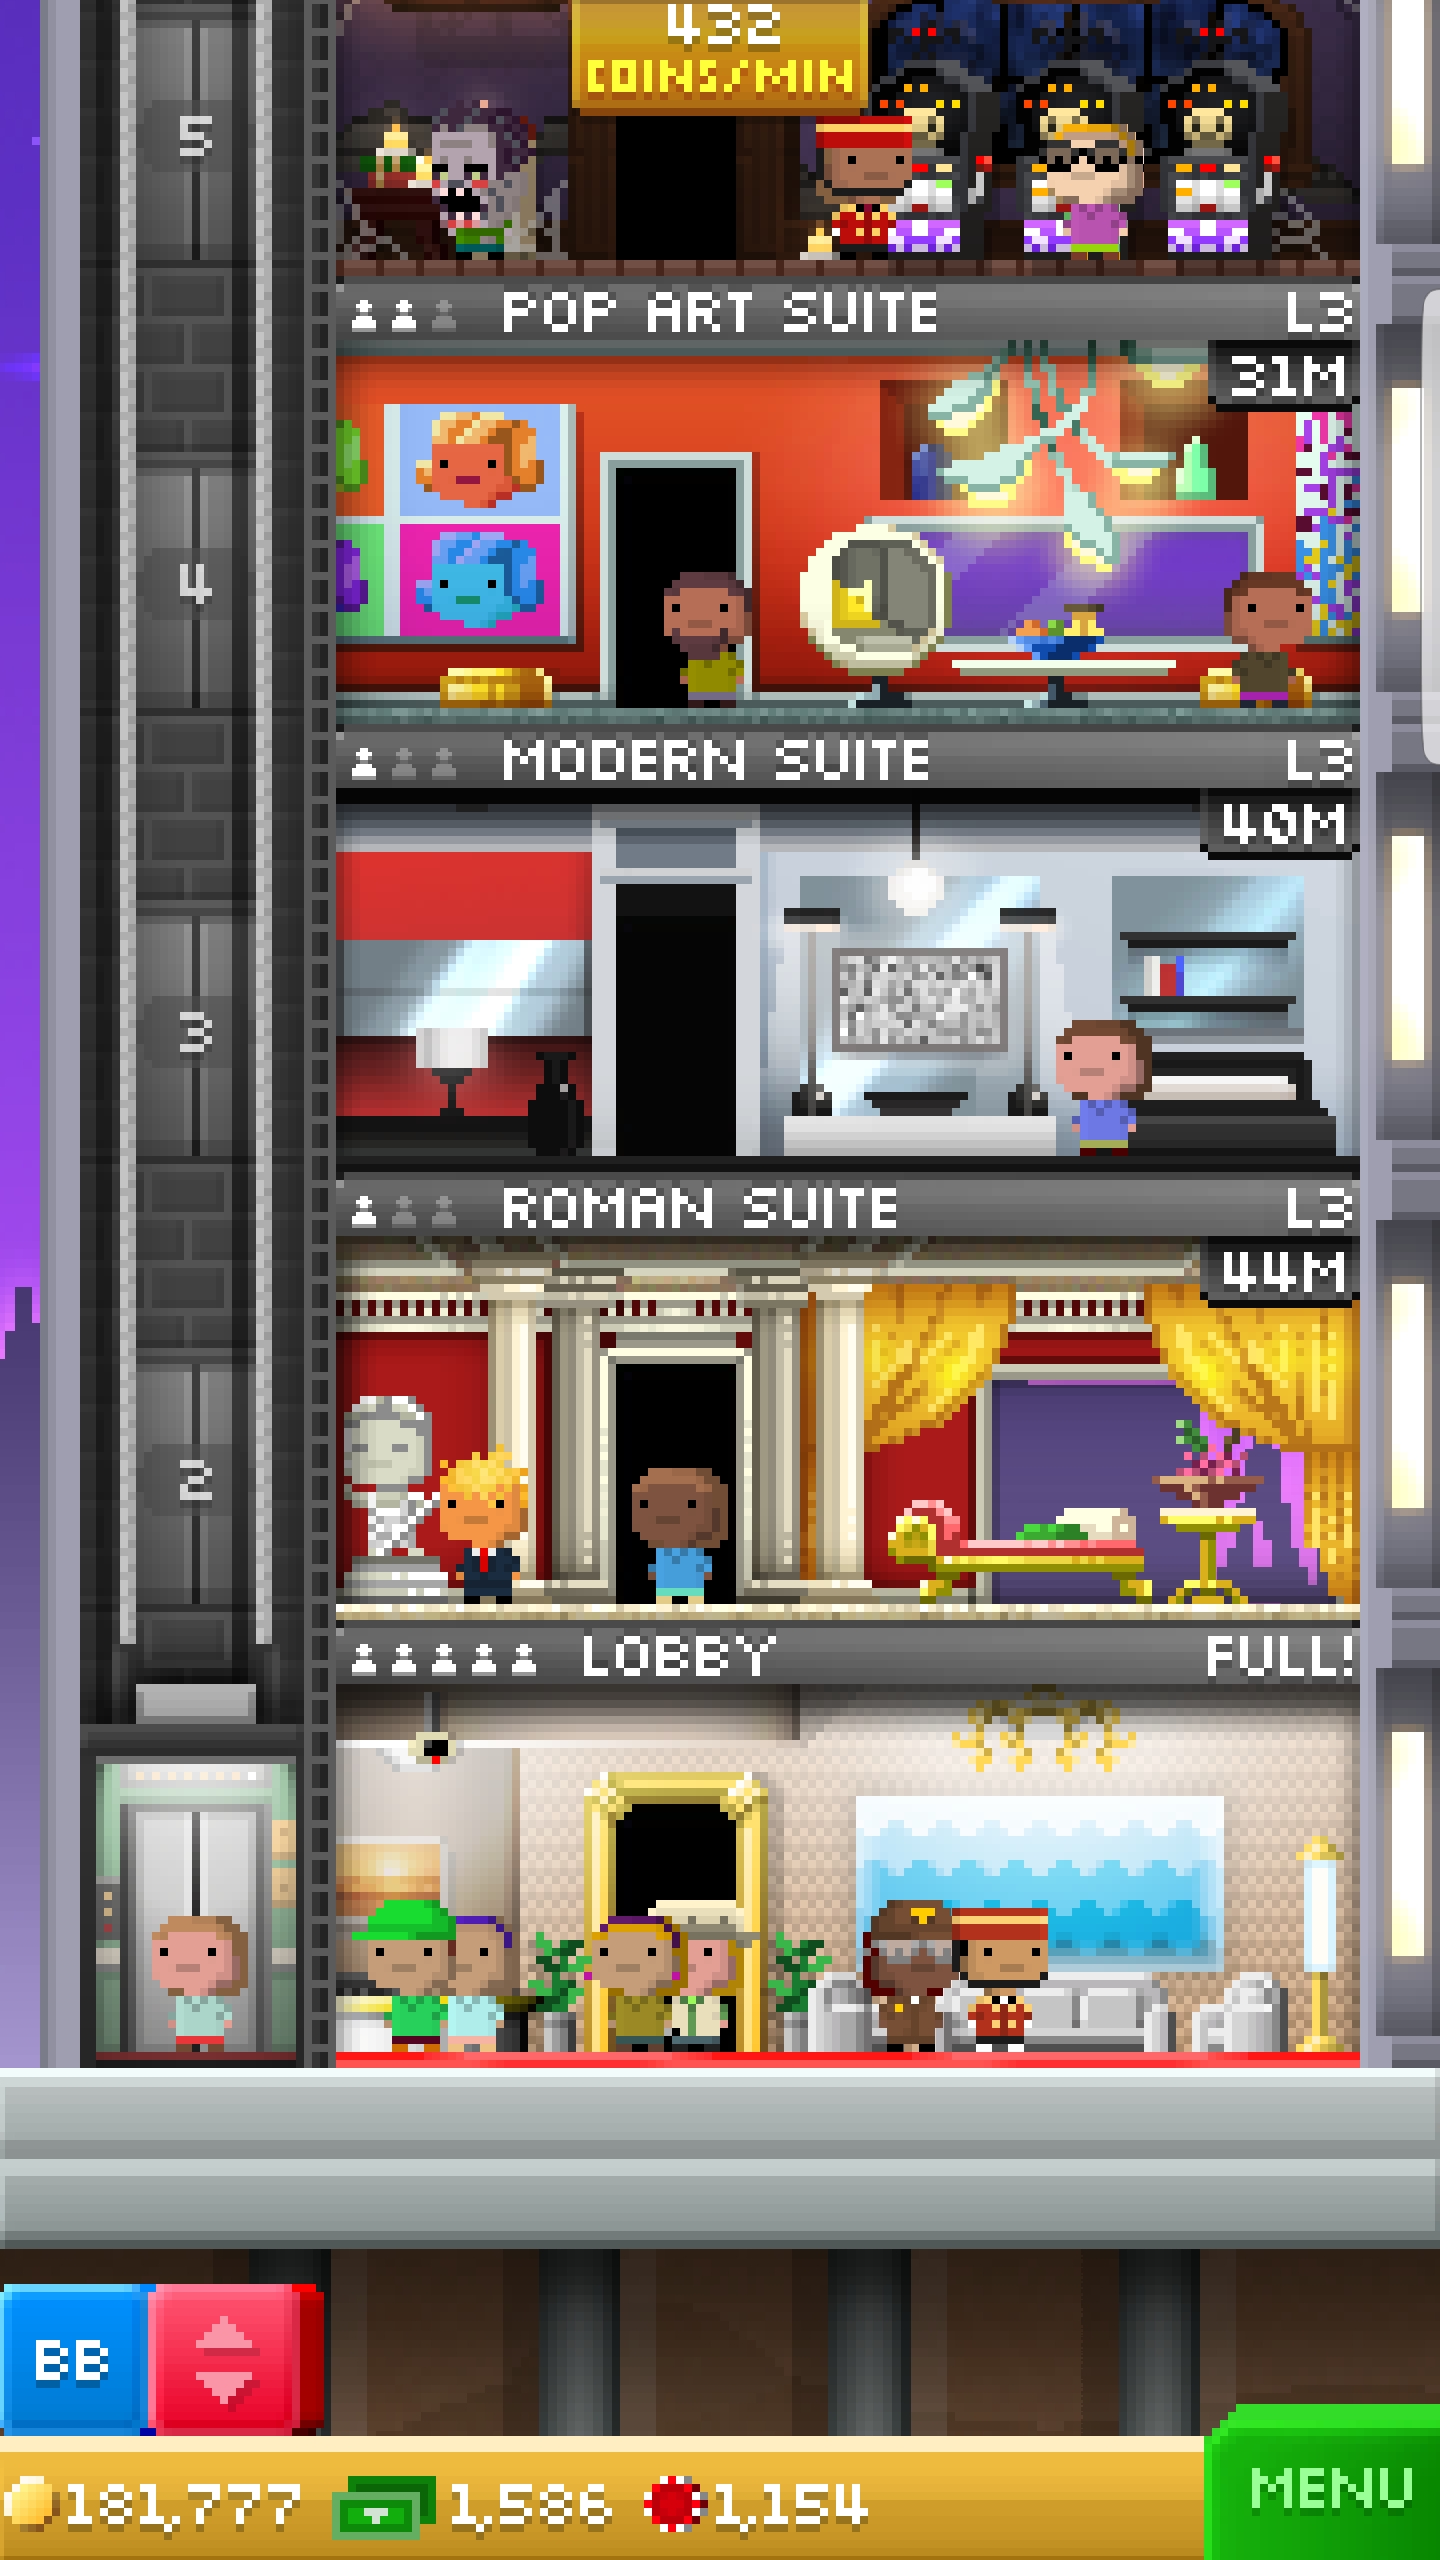 432
COINS/MIN
5
POP ART SUITE L3
31M
4
MODERN SUITE L3
40M
3
ROMAN SUITE L3
44M
2
LOBBY FULL!
BB
181,777 1,586 1,154
MENU